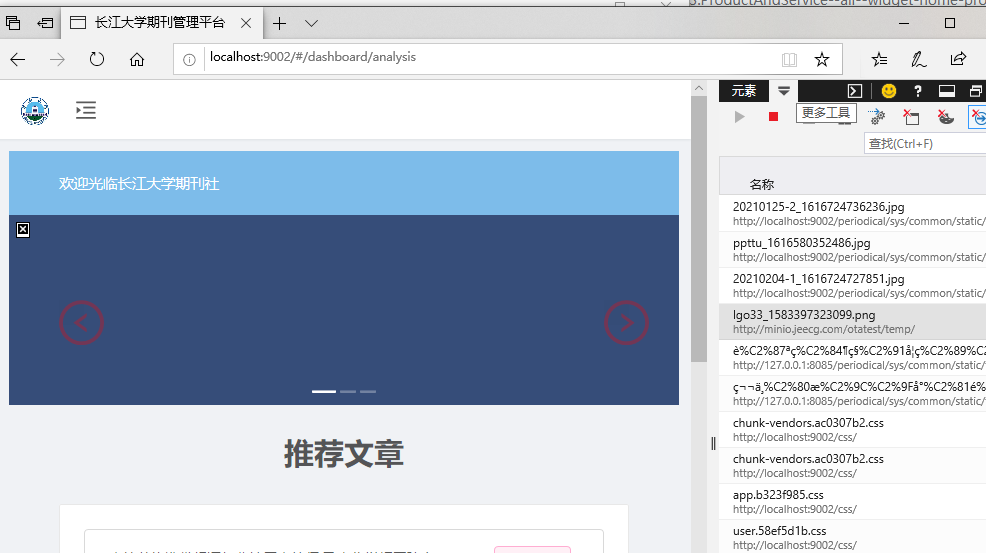 长江大学期刊管理平台
localhost:9002/#/dashboard/analysis
元素
更多工具
查找(Ctrl+F)
欢迎光临长江大学期刊社
名称
20210125-2_1616724736236.jpg
http://localhost:9002/periodical/sys/common/static/
ppttu_1616580352486.jpg
http://localhost:9002/periodical/sys/common/static/
20210204-1_1616724727851.jpg
http://localhost:9002/periodical/sys/common/static/
lgo33_1583397323099.png
http://minio.jeecg.com/otatest/temp/
è%C2%87ªç%C2%84¶ç§%C2%91å¦ç%C2%89%C2
http://127.0.0.1:8085/periodical/sys/common/static/
ç¬¬ä¸%C2%80æ%C2%9C%C2%9Få°%C2%81é%
http://127.0.0.1:8085/periodical/sys/common/static/
chunk-vendors.ac0307b2.css
http://localhost:9002/css/
chunk-vendors.ac0307b2.css
http://localhost:9002/css/
app.b323f985.css
http://localhost:9002/css/
user.58ef5d1b.css
http://localhost:9002/css/
推荐文章